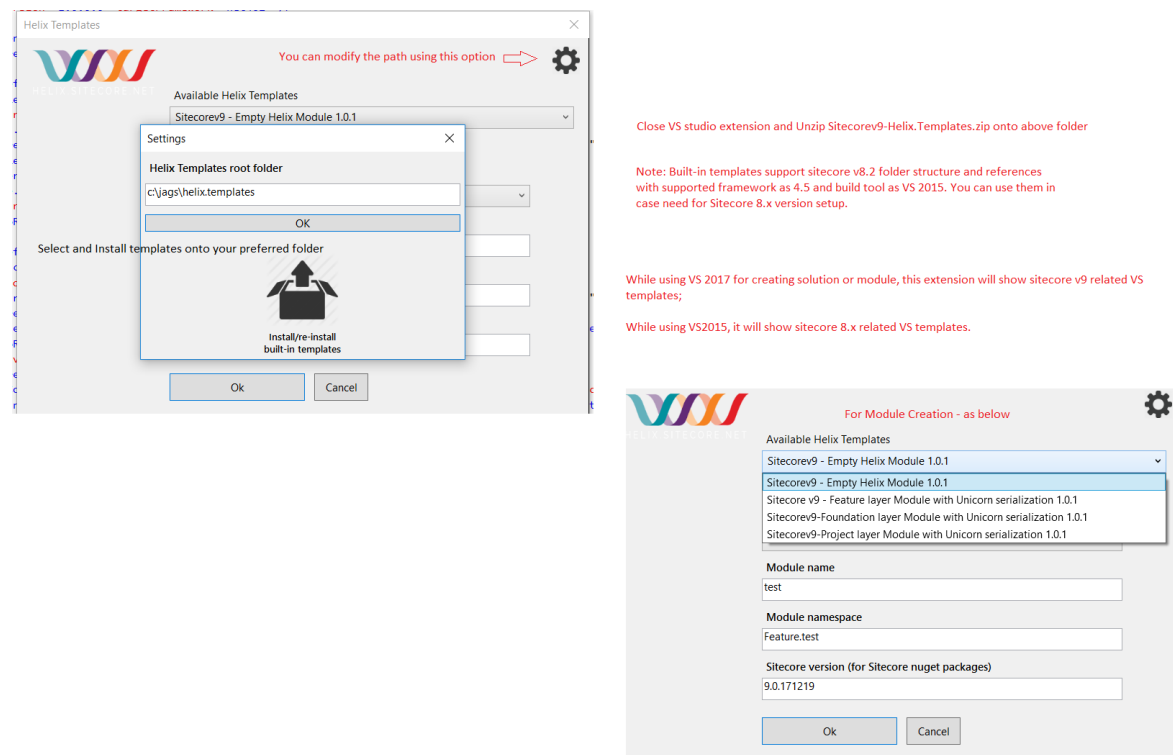 Helix Templates
You can modify the path using this option
HELIX SITECORE NET
Available Helix Templates
Sitecorev9 - Empty Helix Module 1.0.1
Settings
Helix Templates root folder
c:\jags\helix.templates
OK
Select and Install templates onto your preferred folder
Install/re-install
built-in templates
Ok
Cancel
Close VS studio extension and Unzip Sitecorev9-Helix.Templates.zip onto above folder
Note: Built-in templates support sitecore v8.2 folder structure and references
with supported framework as 4.5 and build tool as VS 2015. You can use them in
case need for Sitecore 8.x version setup.
While using VS 2017 for creating solution or module, this extension will show sitecore v9 related VS
templates;
While using VS2015, it will show sitecore 8.x related VS templates.
HELIX SITECORE NET
For Module Creation - as below
Available Helix Templates
Sitecorev9 - Empty Helix Module 1.0.1
Sitecorev9 - Empty Helix Module 1.0.1
Sitecore v9 - Feature layer Module with Unicorn serialization 1.0.1
Sitecorev9-Foundation layer Module with Unicorn serialization 1.0.1
Sitecorev9-Project layer Module with Unicorn serialization 1.0.1
Module name
test
Module namespace
Feature.test
Sitecore version (for Sitecore nuget packages)
9.0.171219
Ok
Cancel